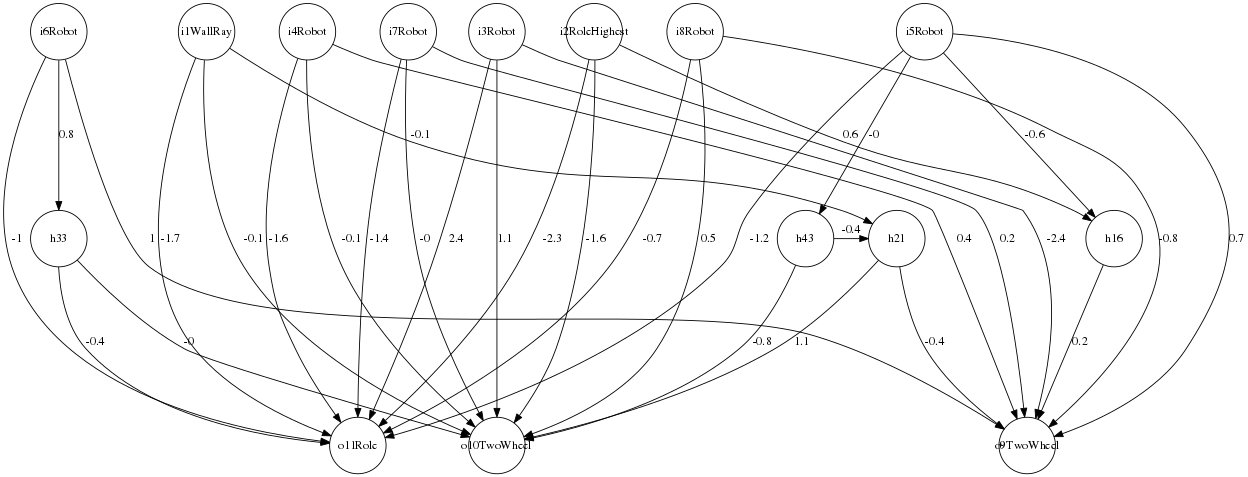 i6Robot i1WallRay i4Robot i7Robot i3Robot i2RoleHighest i8Robot i5Robot
0.8 -0.1 0.6 -0 -0.6
-0.4
-1 h33 1 -1.7 -0.1 -1.6 -0.1 -1.4 -0 2.4 1.1 -2.3 -1.6 -0.7 0.5 -1.2 h43 h21 0.4 0.2 -2.4 h16 -0.8 0.7
-0.4 -0 -0.8 1.1 -0.4 0.2
o11Role o10TwoWheel o9TwoWheel